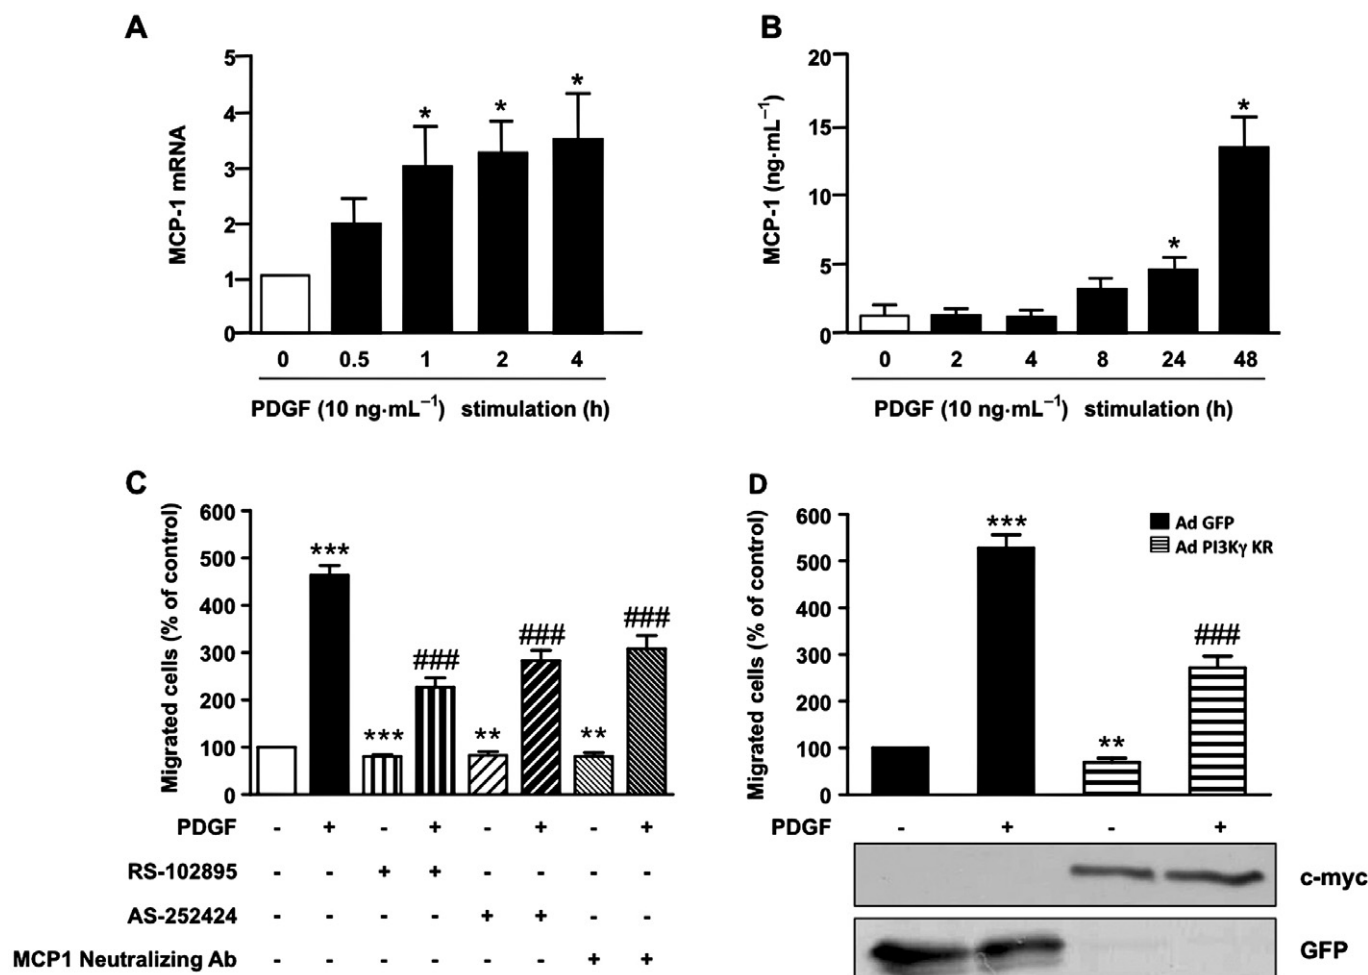 A
5
4
3
2
1
0
MCP-1 mRNA
* * *
0 0.5 1 2 4
PDGF (10 ng·mL−1) stimulation (h)
B
20
15
10
5
0
MCP-1 (ng·mL−1)
* *
0 2 4 8 24 48
PDGF (10 ng·mL−1) stimulation (h)
C
600
500
400
300
200
100
0
Migrated cells (% of control)
*** *** ### ** ### ** ###
PDGF - + - + - + - +
RS-102895 - - + + - - - -
AS-252424 - - - - + + - -
MCP1 Neutralizing Ab - - - - - - + +
D
600
500
400
300
200
100
0
Migrated cells (% of control)
Ad GFP
Ad PI3Kγ KR
*** ** ###
PDGF - + - +
c-myc
GFP